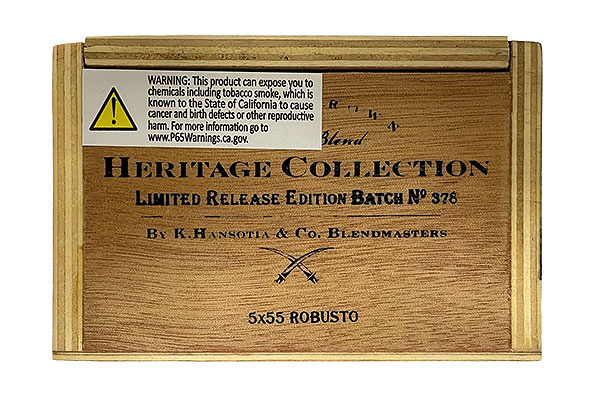 WARNING: This product can expose you to
chemicals including tobacco smoke, which is
known to the State of California to cause
cancer and birth defects or other reproductive
harm. For more information go to
www.P65Warnings.ca.gov.
Blend
HERITAGE COLLECTION
LIMITED RELEASE EDITION BATCH Nº 378
BY K. HANSOTIA & CO. BLENDMASTERS
5X55 ROBUSTO